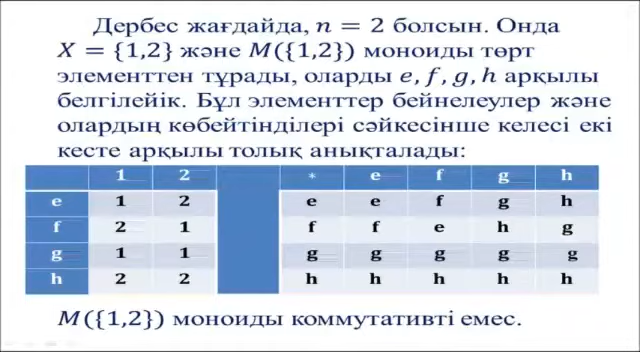 Дербес жағдайда, n = 2 болсын. Онда
X = {1,2} және M({1,2}) моноиды төрт
элементтен тұрады, оларды e, f, g, h арқылы
белгілейік. Бұл элементтер бейнелеулер және
олардың көбейтінділері сәйкесінше келесі екі
кесте арқылы толық анықталады:
1 2 * e f g h
e 1 2 e e f g h
f 2 1 f f e h g
g 1 1 g g g g g
h 2 2 h h h h h
M({1,2}) моноиды коммутативті емес.